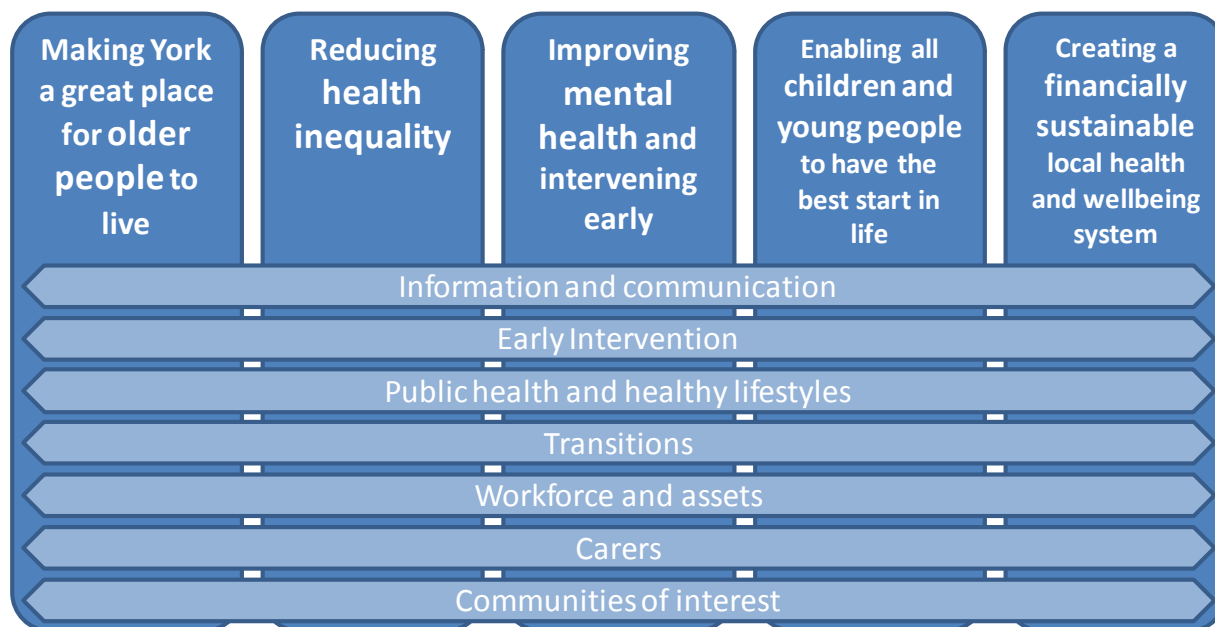 Making York
a great place
for older
people to
live
Reducing
health
inequality
Improving
mental
health and
intervening
early
Enabling all
children and
young people
to have the
best start in
life
Creating a
financially
sustainable
local health
and wellbeing
system
Information and communication
Early Intervention
Public health and healthy lifestyles
Transitions
Workforce and assets
Carers
Communities of interest